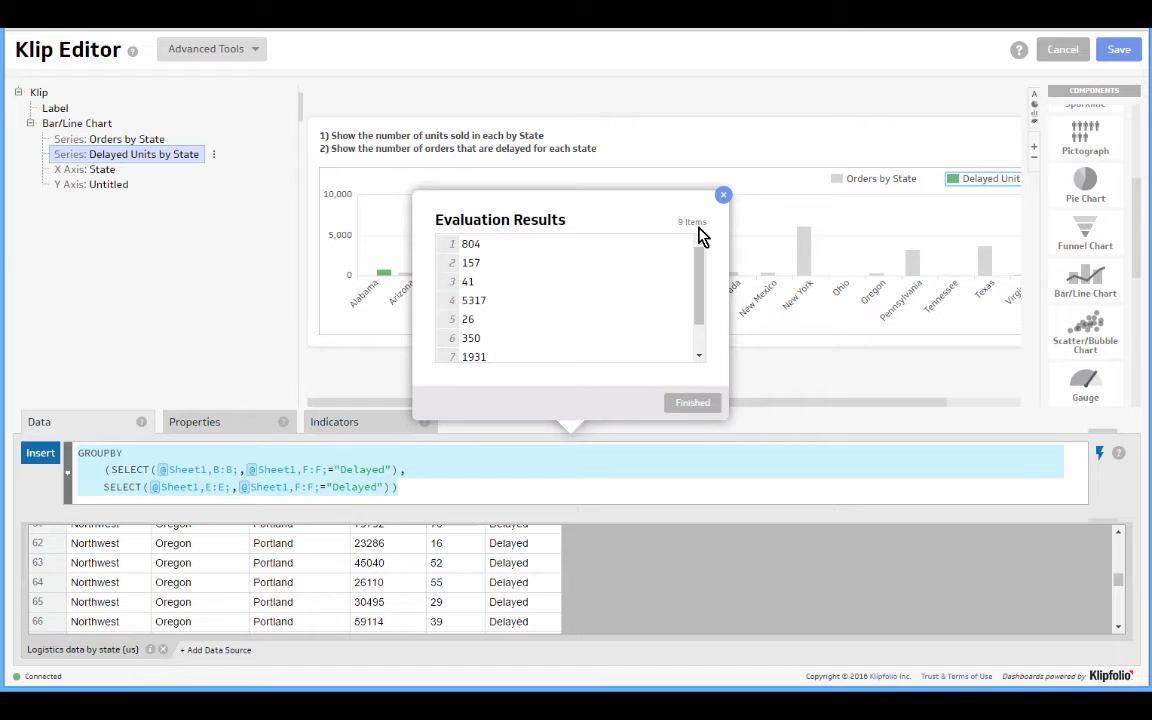 Klip Editor
Advanced Tools
Cancel
Save
Klip
Label
Bar/Line Chart
Series: Orders by State
Series: Delayed Units by State
X Axis: State
Y Axis: Untitled
1) Show the number of units sold in each by State
2) Show the number of orders that are delayed for each state
Orders by State
Delayed Unit
10,000
5,000
0
Alabama
New Mexico
New York
Ohio
Oregon
Pennsylvania
Tennessee
Texas
COMPONENTS
Sparkline
Pictograph
Pie Chart
Funnel Chart
Bar/Line Chart
Scatter/Bubble
Chart
Gauge
Evaluation Results
9 Items
1 804
2 157
3 41
4 5317
5 26
6 350
7 1931
Finished
Data
Properties
Indicators
Insert
GROUPBY
(SELECT(@Sheet1,B:B;,@Sheet1,F:F;="Delayed"),
SELECT(@Sheet1,E:E;,@Sheet1,F:F;="Delayed"))
62 Northwest Oregon Portland 23286 16 Delayed
63 Northwest Oregon Portland 45040 52 Delayed
64 Northwest Oregon Portland 26110 55 Delayed
65 Northwest Oregon Portland 30495 29 Delayed
66 Northwest Oregon Portland 59114 39 Delayed
Logistics data by state (us)
+ Add Data Source
Connected
Copyright © 2016 Klipfolio Inc.
Trust & Terms of Use
Dashboards powered by Klipfolio